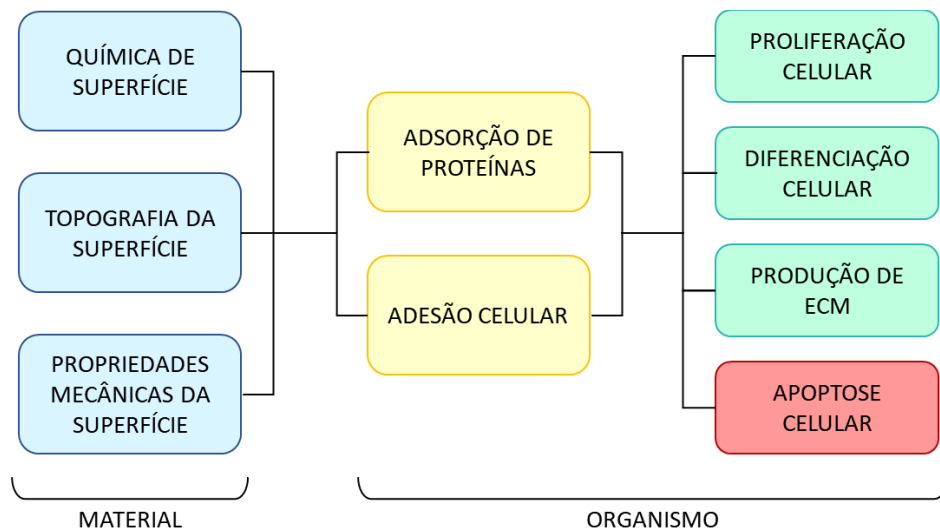 QUÍMICA DE
SUPERFÍCIE
TOPOGRAFIA DA
SUPERFÍCIE
PROPRIEDADES
MECÂNICAS DA
SUPERFÍCIE
ADSORÇÃO DE
PROTEÍNAS
ADESÃO CELULAR
PROLIFERAÇÃO
CELULAR
DIFERENCIAÇÃO
CELULAR
PRODUÇÃO DE
ECM
APOPTOSE
CELULAR
MATERIAL
ORGANISMO